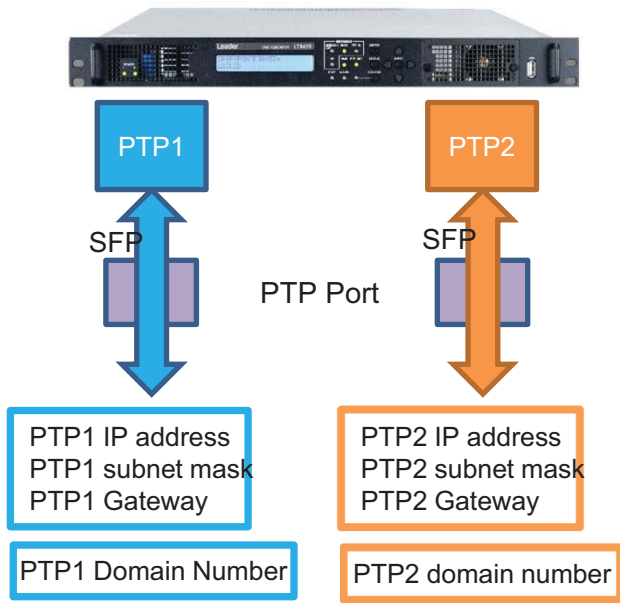 Leader
PTP1
PTP2
SFP
SFP
PTP Port
PTP1 IP address
PTP1 subnet mask
PTP1 Gateway
PTP2 IP address
PTP2 subnet mask
PTP2 Gateway
PTP1 Domain Number
PTP2 domain number